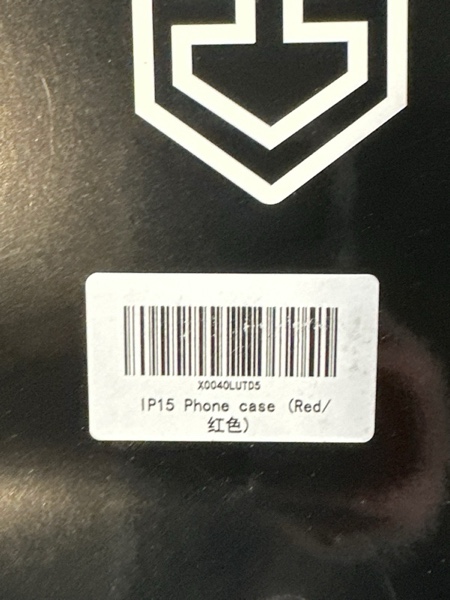 X0040LUTD5
IP15 Phone case (Red/
红色)